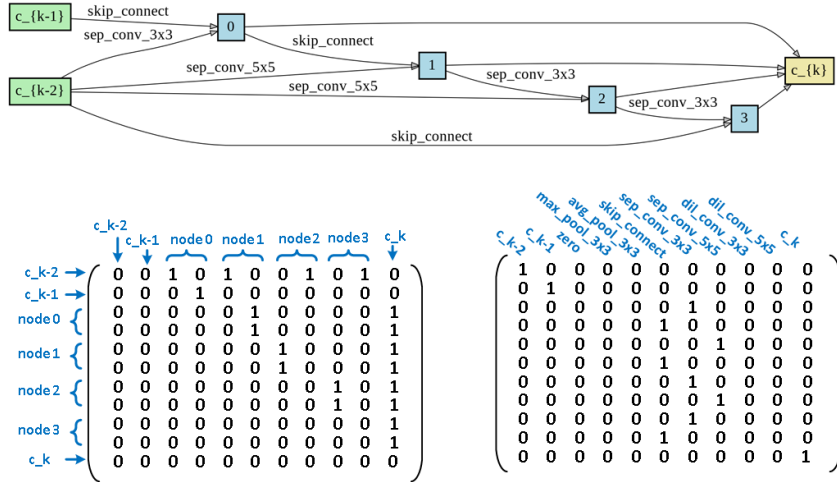 c_{k-1}
skip_connect
0
sep_conv_3x3
skip_connect
c_{k-2}
sep_conv_5x5
1
sep_conv_3x3
c_{k}
sep_conv_5x5
2
sep_conv_3x3
3
skip_connect
c_k-2
c_k-1
node0
node1
node2
node3
c_k
c_k-2 0 0 1 0 1 0 0 1 0 1 0
c_k-1 0 0 0 1 0 0 0 0 0 0 0
node0
0 0 0 0 0 1 0 0 0 0 1
0 0 0 0 0 1 0 0 0 0 1
node1
0 0 0 0 0 0 1 0 0 0 1
0 0 0 0 0 0 1 0 0 0 1
node2
0 0 0 0 0 0 0 0 1 0 1
0 0 0 0 0 0 0 0 1 0 1
node3
0 0 0 0 0 0 0 0 0 0 1
0 0 0 0 0 0 0 0 0 0 1
c_k 0 0 0 0 0 0 0 0 0 0 0
c_k-2
c_k-1
zero
max_pool_3x3
avg_pool_3x3
skip_connect
sep_conv_3x3
sep_conv_5x5
dil_conv_3x3
dil_conv_5x5
c_k
1 0 0 0 0 0 0 0 0 0 0
0 1 0 0 0 0 0 0 0 0 0
0 0 0 0 0 0 1 0 0 0 0
0 0 0 0 0 1 0 0 0 0 0
0 0 0 0 0 0 0 1 0 0 0
0 0 0 0 0 1 0 0 0 0 0
0 0 0 0 0 0 1 0 0 0 0
0 0 0 0 0 0 0 1 0 0 0
0 0 0 0 0 0 1 0 0 0 0
0 0 0 0 0 1 0 0 0 0 0
0 0 0 0 0 0 0 0 0 0 1